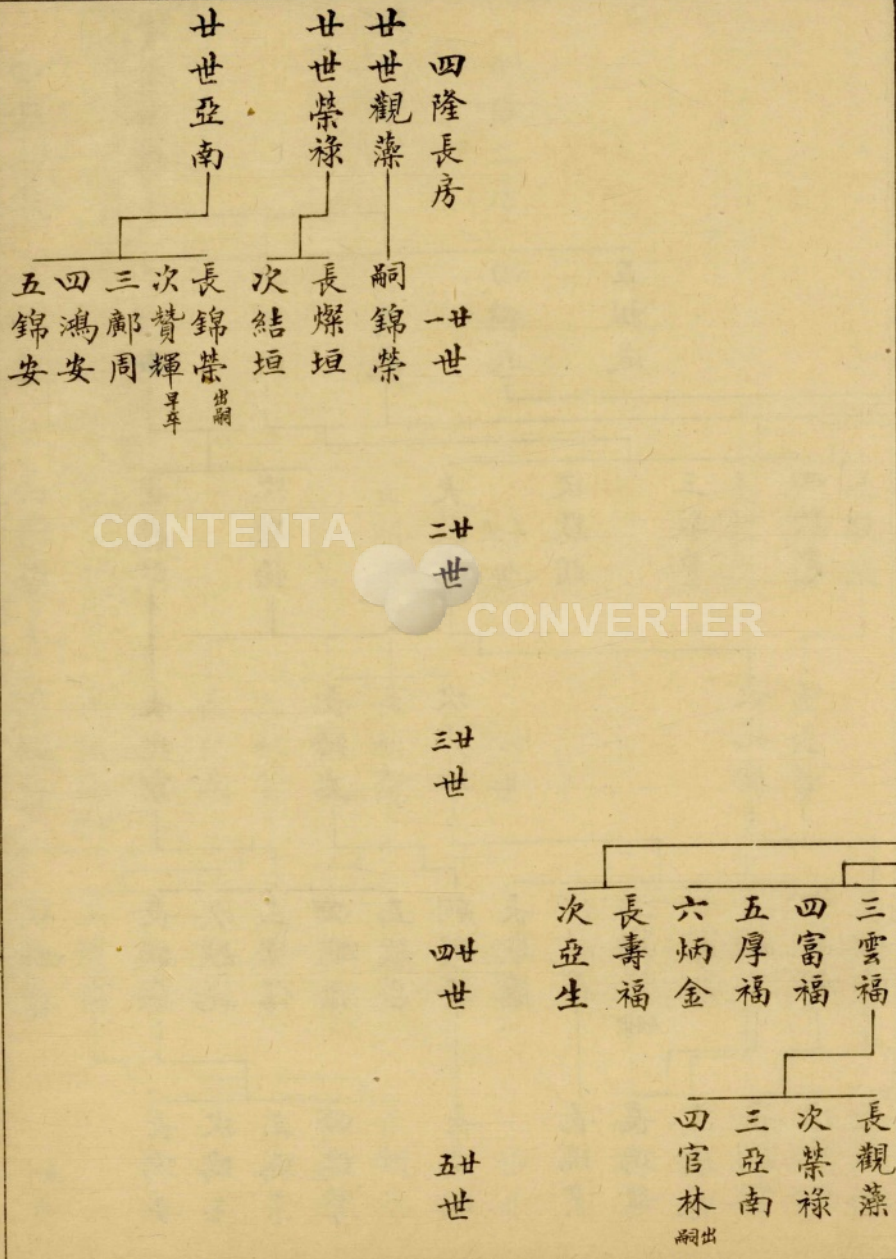 三雲福
四富福
五厚福
六炳金
長壽福
次亞生
長觀藻
次榮祿
三亞南
四官林 出嗣
四隆長房
廿一世
廿二世
廿三世
廿四世
廿五世
廿世觀藻
嗣錦榮
廿世榮祿
長燦垣
次結垣
廿世亞南
長錦榮 出嗣
次贊輝 早卒
三鄺周
四鴻安
五錦安
CONTENTA
CONVERTER